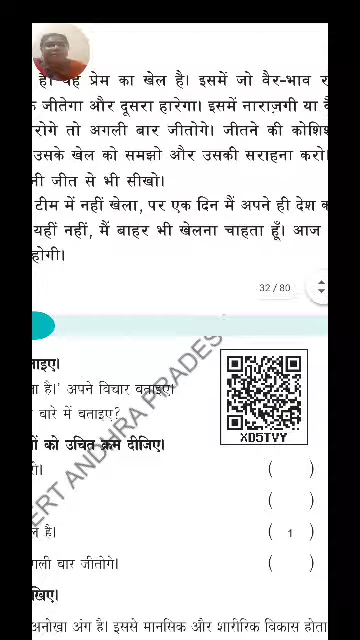 है। यह प्रेम का खेल है। इसमें जो वैर-भाव र
जीतेगा और दूसरा हारेगा। इसमें नाराज़गी या
रोगे तो अगली बार जीतोगे। जीतने की कोशि
उसके खेल को समझो और उसकी सराहना करो।
नी जीत से भी सीखो।
टीम में नहीं खेला, पर एक दिन मैं अपने ही देश
यहीं नहीं, मैं बाहर भी खेलना चाहता हूँ। आज
होगी।
32 / 80
ताइए।
ता है।' अपने विचार बताइए।
बारे में बताइए?
XD5TVY
ों को उचित क्रम दीजिए।
रो। ( )
( )
ल है। ( 1 )
गली बार जीतोगे। ( )
खिए।
अनोखा अंग है। इससे मानसिक और शारीरिक विकास होता
ERT ANDHRA PRADES